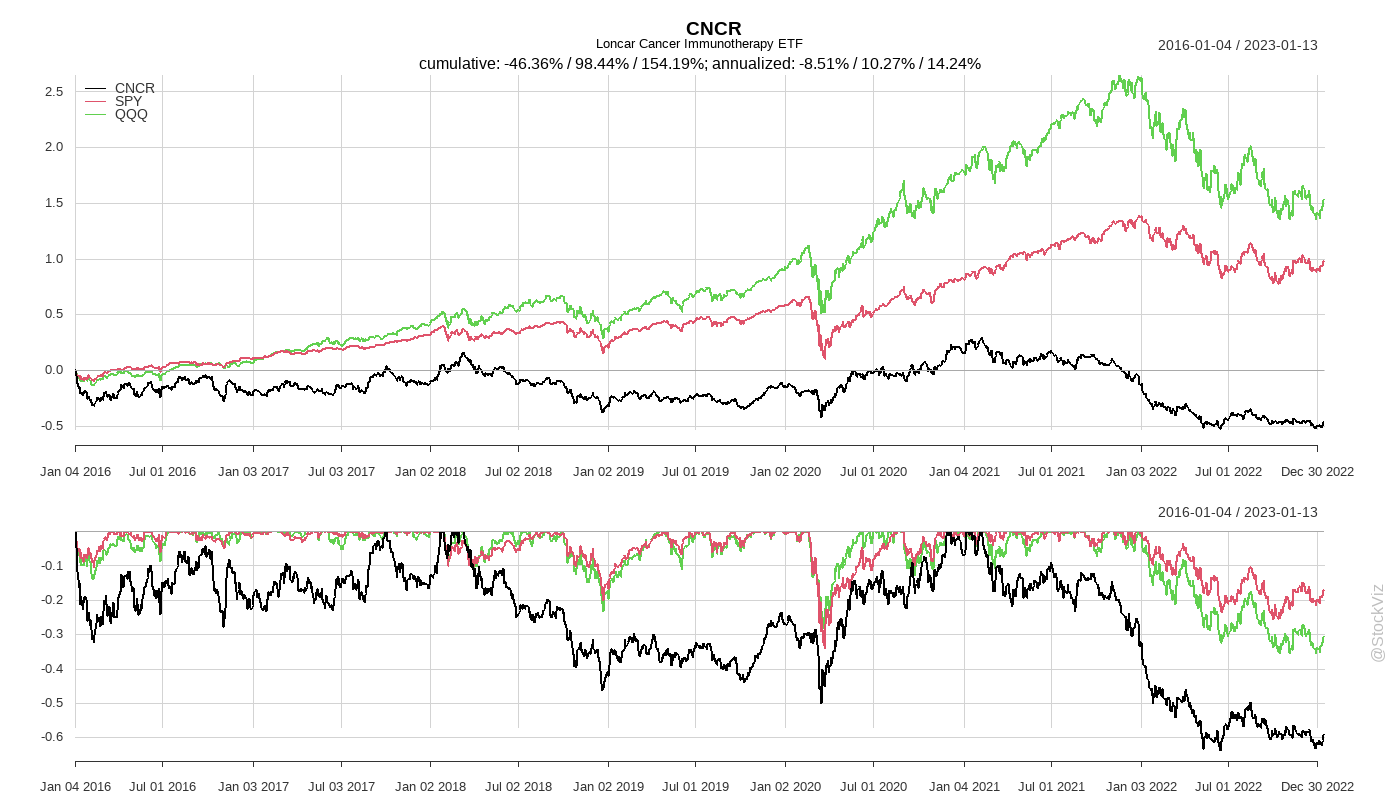 CNCR
Loncar Cancer Immunotherapy ETF
2016-01-04 / 2023-01-13
cumulative: -46.36% / 98.44% / 154.19%; annualized: -8.51% / 10.27% / 14.24%
CNCR
SPY
QQQ
2.5
2.0
1.5
1.0
0.5
0.0
-0.5
Jan 04 2016 Jul 01 2016 Jan 03 2017 Jul 03 2017 Jan 02 2018 Jul 02 2018 Jan 02 2019 Jul 01 2019 Jan 02 2020 Jul 01 2020 Jan 04 2021 Jul 01 2021 Jan 03 2022 Jul 01 2022 Dec 30 2022
2016-01-04 / 2023-01-13
-0.1
-0.2
-0.3
-0.4
-0.5
-0.6
Jan 04 2016 Jul 01 2016 Jan 03 2017 Jul 03 2017 Jan 02 2018 Jul 02 2018 Jan 02 2019 Jul 01 2019 Jan 02 2020 Jul 01 2020 Jan 04 2021 Jul 01 2021 Jan 03 2022 Jul 01 2022 Dec 30 2022
@StockViz